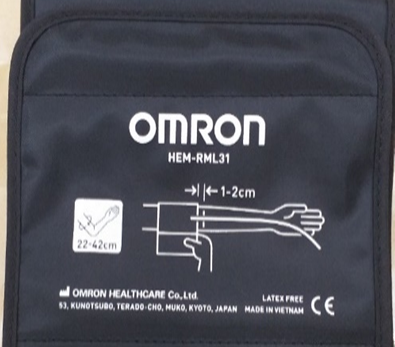 OMRON
HEM-RML31
1-2cm
22-42cm
OMRON HEALTHCARE Co.,Ltd.
53, KUNOTSUBO, TERADO-CHO, MUKO, KYOTO, JAPAN
LATEX FREE
MADE IN VIETNAM
CE